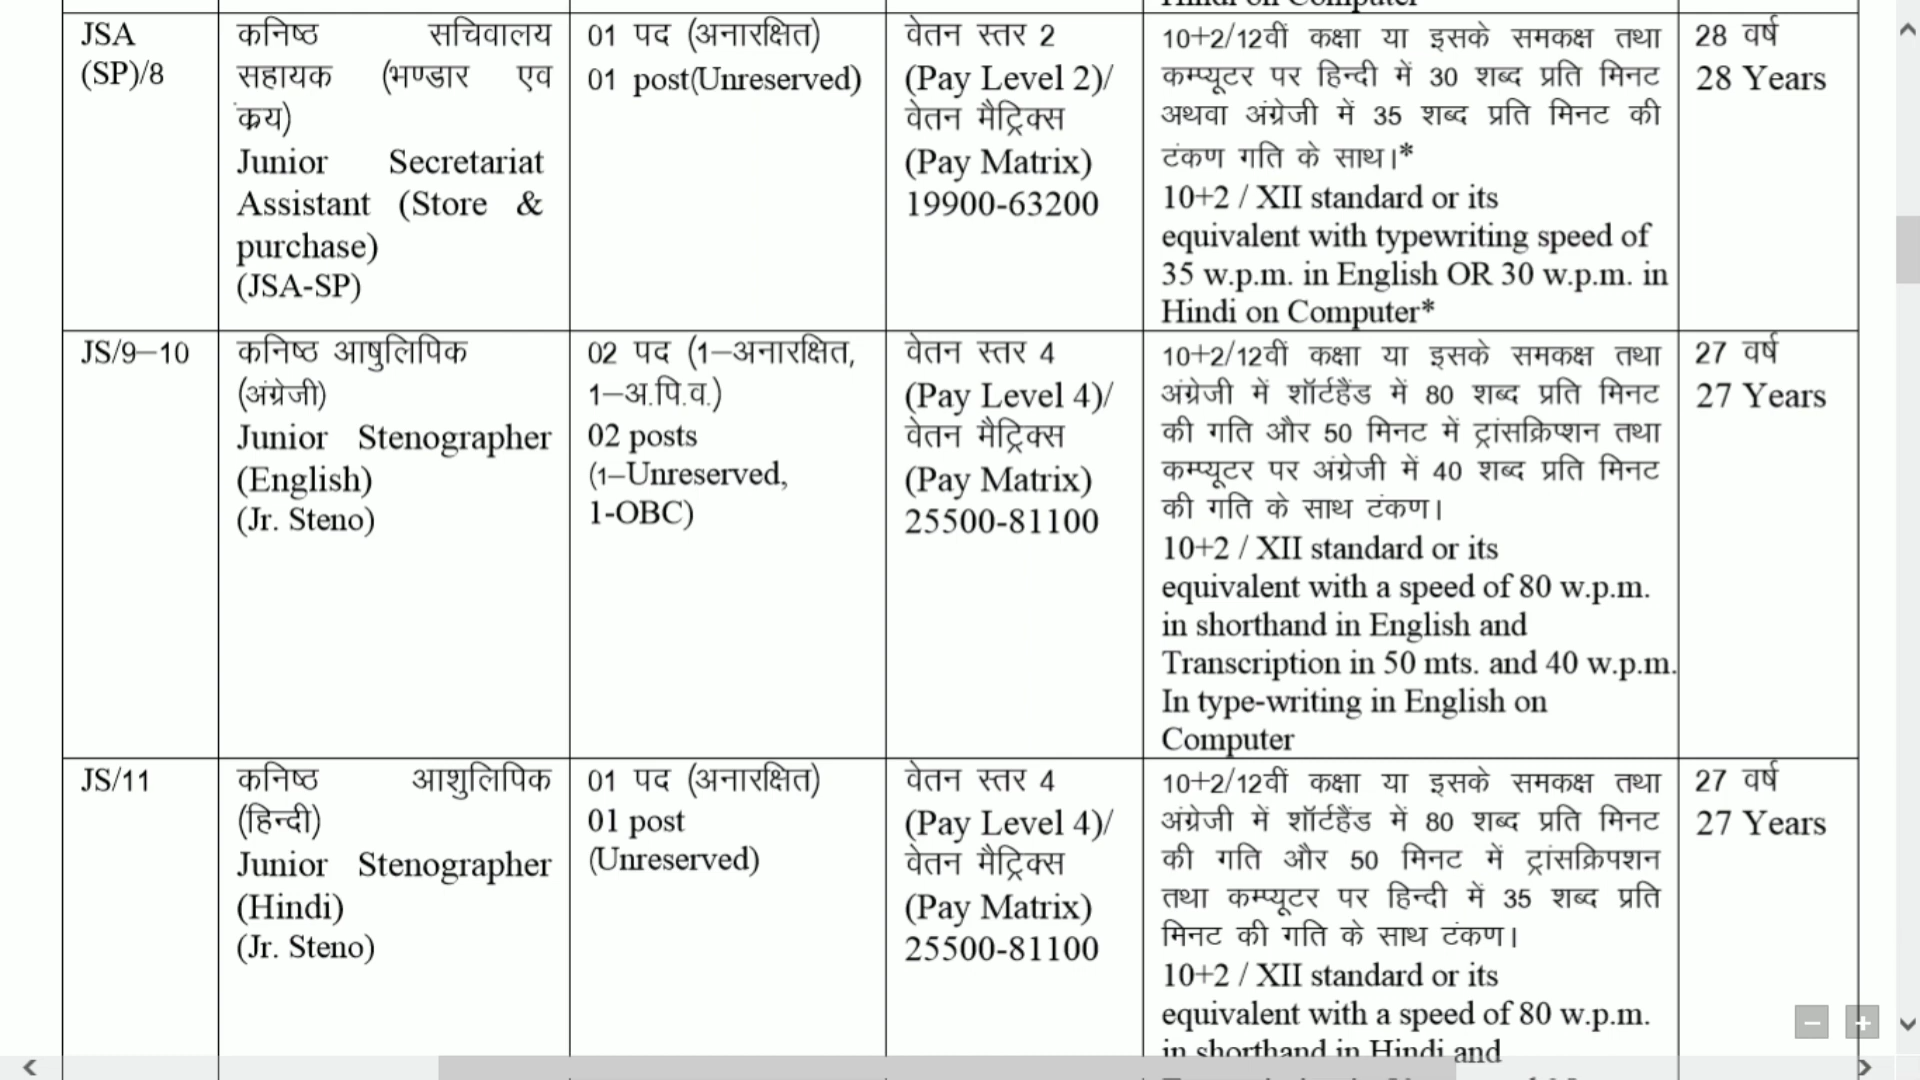 Hindi on Computer
JSA
(SP)/8
कनिष्ठ सचिवालय
सहायक (भण्डार एव
क्रय)
Junior Secretariat
Assistant (Store &
purchase)
(JSA-SP)
01 पद (अनारक्षित)
01 post(Unreserved)
वेतन स्तर 2
(Pay Level 2)/
वेतन मैट्रिक्स
(Pay Matrix)
19900-63200
10+2/12वीं कक्षा या इसके समकक्ष तथा
कम्प्यूटर पर हिन्दी में 30 शब्द प्रति मिनट
अथवा अंग्रेजी में 35 शब्द प्रति मिनट की
टंकण गति के साथ।*
10+2 / XII standard or its
equivalent with typewriting speed of
35 w.p.m. in English OR 30 w.p.m. in
Hindi on Computer*
28 वर्ष
28 Years
JS/9–10
कनिष्ठ आषुलिपिक
(अंग्रेजी)
Junior Stenographer
(English)
(Jr. Steno)
02 पद (1–अनारक्षित,
1–अ.पि.व.)
02 posts
(1–Unreserved,
1-OBC)
वेतन स्तर 4
(Pay Level 4)/
वेतन मैट्रिक्स
(Pay Matrix)
25500-81100
10+2/12वीं कक्षा या इसके समकक्ष तथा
अंग्रेजी में शॉर्टहैंड में 80 शब्द प्रति मिनट
की गति और 50 मिनट में ट्रांसक्रिप्शन तथा
कम्प्यूटर पर अंग्रेजी में 40 शब्द प्रति मिनट
की गति के साथ टंकण।
10+2 / XII standard or its
equivalent with a speed of 80 w.p.m.
in shorthand in English and
Transcription in 50 mts. and 40 w.p.m.
In type-writing in English on
Computer
27 वर्ष
27 Years
JS/11
कनिष्ठ आशुलिपिक
(हिन्दी)
Junior Stenographer
(Hindi)
(Jr. Steno)
01 पद (अनारक्षित)
01 post
(Unreserved)
वेतन स्तर 4
(Pay Level 4)/
वेतन मैट्रिक्स
(Pay Matrix)
25500-81100
10+2/12वीं कक्षा या इसके समकक्ष तथा
अंग्रेजी में शॉर्टहैंड में 80 शब्द प्रति मिनट
की गति और 50 मिनट में ट्रांसक्रिपशन
तथा कम्प्यूटर पर हिन्दी में 35 शब्द प्रति
मिनट की गति के साथ टंकण।
10+2 / XII standard or its
equivalent with a speed of 80 w.p.m.
in shorthand in Hindi and
27 वर्ष
27 Years